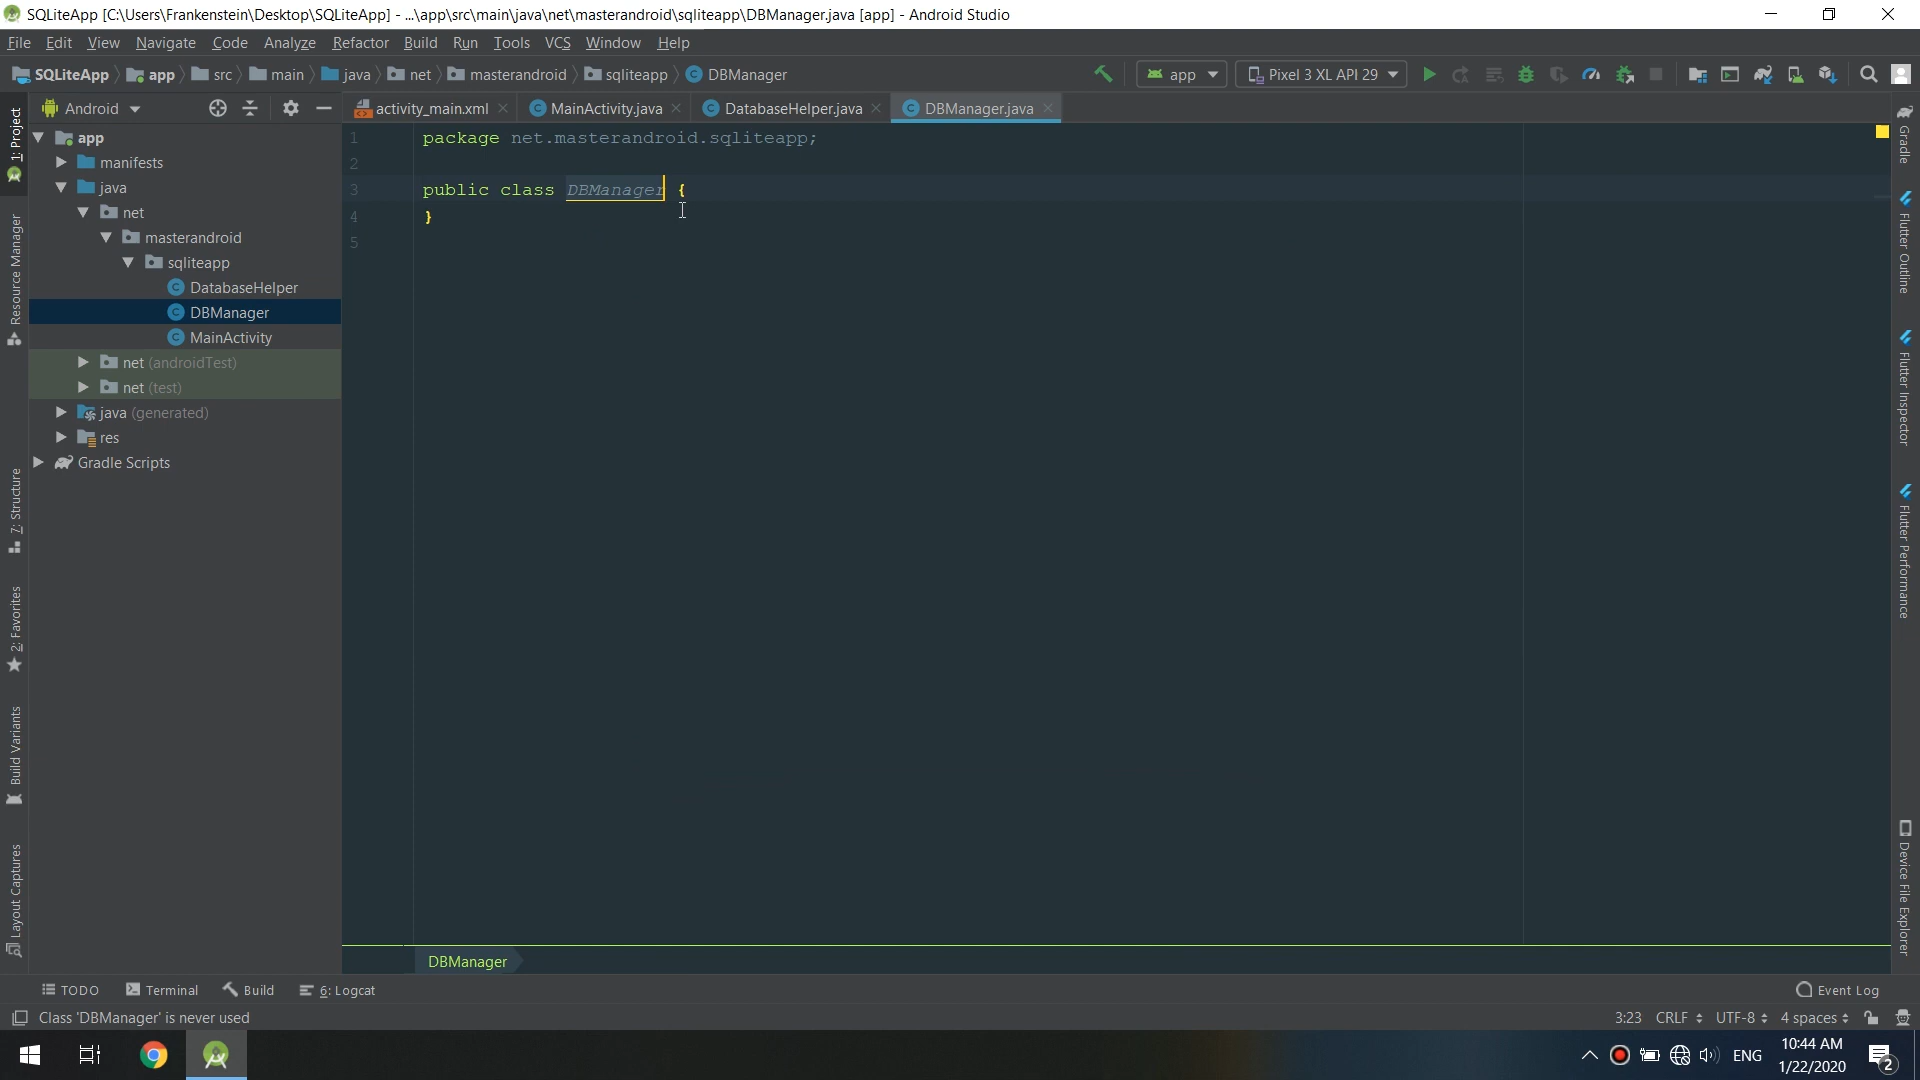 SQLiteApp [C:\Users\Frankenstein\Desktop\SQLiteApp] - ...\app\src\main\java\net\masterandroid\sqliteapp\DBManager.java [app] - Android Studio
File Edit View Navigate Code Analyze Refactor Build Run Tools VCS Window Help
SQLiteApp app src main java net masterandroid sqliteapp DBManager
app Pixel 3 XL API 29
Android
activity_main.xml MainActivity.java DatabaseHelper.java DBManager.java
app
manifests
java
net
masterandroid
sqliteapp
DatabaseHelper
DBManager
MainActivity
net (androidTest)
net (test)
java (generated)
res
Gradle Scripts
1 package net.masterandroid.sqliteapp;
2
3 public class DBManager {
4 }
5
1: Project
Resource Manager
7: Structure
2: Favorites
Build Variants
Layout Captures
Gradle
Flutter Outline
Flutter Inspector
Flutter Performance
Device File Explorer
DBManager
TODO Terminal Build 6: Logcat Event Log
Class 'DBManager' is never used 3:23 CRLF UTF-8 4 spaces
ENG 10:44 AM
1/22/2020
2